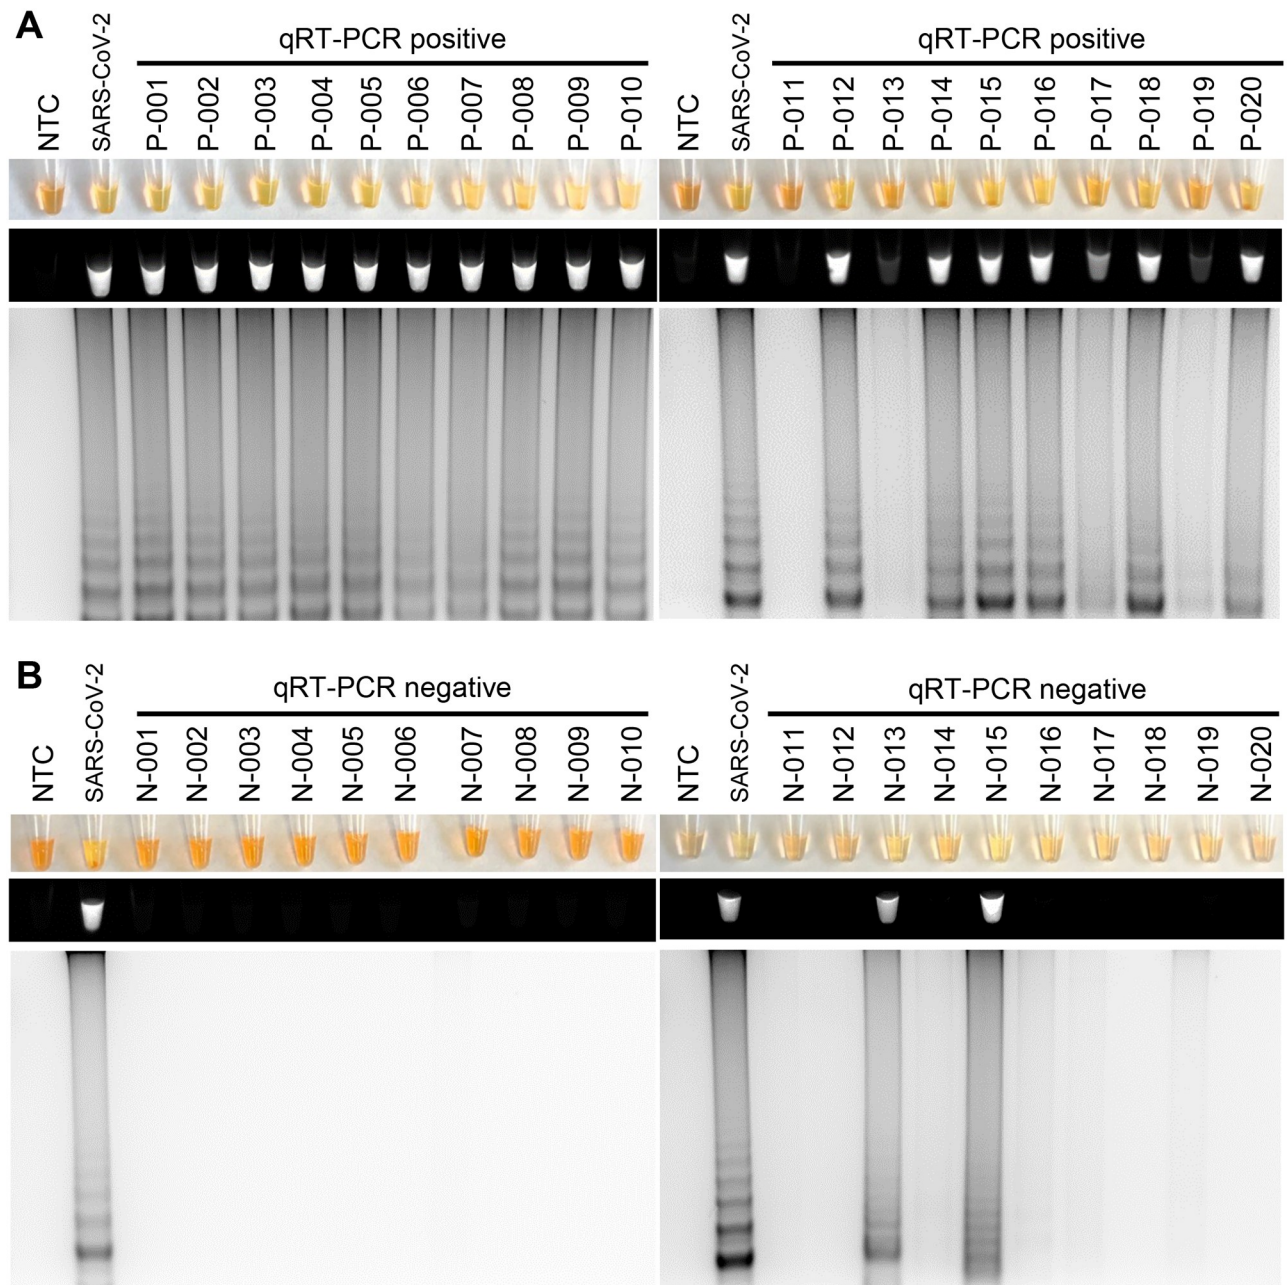 A
NTC
SARS-CoV-2
qRT-PCR positive
P-001
P-002
P-003
P-004
P-005
P-006
P-007
P-008
P-009
P-010
NTC
SARS-CoV-2
qRT-PCR positive
P-011
P-012
P-013
P-014
P-015
P-016
P-017
P-018
P-019
P-020
B
NTC
SARS-CoV-2
qRT-PCR negative
N-001
N-002
N-003
N-004
N-005
N-006
N-007
N-008
N-009
N-010
NTC
SARS-CoV-2
qRT-PCR negative
N-011
N-012
N-013
N-014
N-015
N-016
N-017
N-018
N-019
N-020